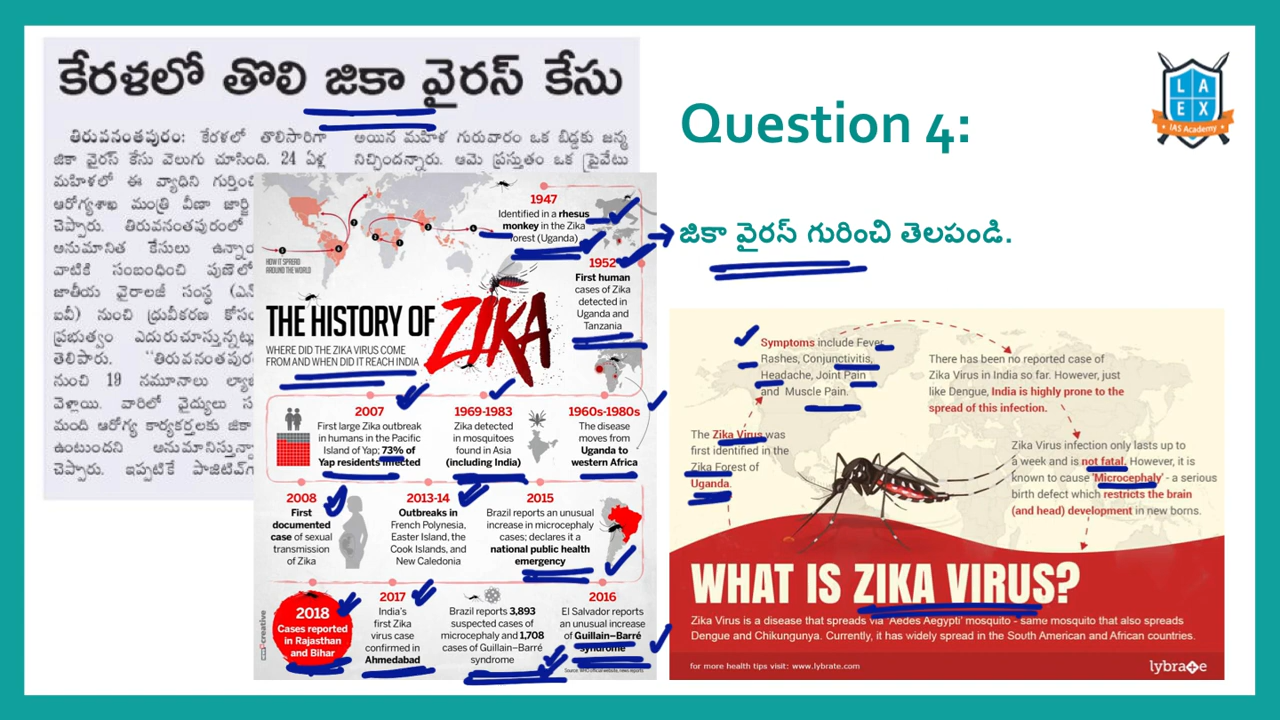 కేరళలో తొలి జికా వైరస్ కేసు
తిరువనంతపురం: కేరళలో తొలిసారిగా
జికా వైరస్ కేసు వెలుగు చూసింది. 24 ఏళ్ల
మహిళలో ఈ వ్యాధిని గుర్తించి
ఆరోగ్యశాఖ మంత్రి వీణా జార్జి
చెప్పారు. తిరువనంతపురంలో
అనుమానిత కేసులు ఉన్నా
వాటికి సంబంధించి పుణెలో
జాతీయ వైరాలజీ సంస్థ (ఎన్
ఐవీ) నుంచి ధ్రువీకరణ కోసం
ప్రభుత్వం ఎదురుచూస్తున్నట్లు
తెలిపారు. "తిరువనంతపుర
నుంచి 19 నమూనాలు ల్యా
వెళ్లాయి. వారిలో వైద్యులు స
మంది ఆరోగ్య కార్యకర్తలకు జికా
ఉంటుందని అనుమానిస్తున్నా
చెప్పారు. ఇప్పటికే పాజిటివ్‌గ
అయిన మహిళ గురువారం ఒక బిడ్డకు జన్మ
నిచ్చిందన్నారు. ఆమె ప్రస్తుతం ఒక ప్రైవేటు
HOW IT SPREAD
AROUND THE WORLD
1947
Identified in a rhesus
monkey in the Zika
forest (Uganda)
1952
First human
cases of Zika
detected in
Uganda and
Tanzania
THE HISTORY OF ZIKA
WHERE DID THE ZIKA VIRUS COME
FROM AND WHEN DID IT REACH INDIA
2007
First large Zika outbreak
in humans in the Pacific
Island of Yap; 73% of
Yap residents infected
1969-1983
Zika detected
in mosquitoes
found in Asia
(including India)
1960s-1980s
The disease
moves from
Uganda to
western Africa
2008
First
documented
case of sexual
transmission
of Zika
2013-14
Outbreaks in
French Polynesia,
Easter Island, the
Cook Islands, and
New Caledonia
2015
Brazil reports an unusual
increase in microcephaly
cases; declares it a
national public health
emergency
2018
Cases reported
in Rajasthan
and Bihar
2017
India's
first Zika
virus case
confirmed in
Ahmedabad
Brazil reports 3,893
suspected cases of
microcephaly and 1,708
cases of Guillain-Barré
syndrome
2016
El Salvador reports
an unusual increase
of Guillain-Barré
syndrome
Source: WHO official website, news reports
Question 4:
L A
E X
IAS Academy
జికా వైరస్ గురించి తెలపండి.
Symptoms include Fever,
Rashes, Conjunctivitis,
Headache, Joint Pain
and Muscle Pain.
There has been no reported case of
Zika Virus in India so far. However, just
like Dengue, India is highly prone to the
spread of this infection.
The Zika Virus was
first identified in the
Zika Forest of
Uganda.
Zika Virus infection only lasts up to
a week and is not fatal. However, it is
known to cause 'Microcephaly' - a serious
birth defect which restricts the brain
(and head) development in new borns.
WHAT IS ZIKA VIRUS?
Zika Virus is a disease that spreads via 'Aedes Aegypti' mosquito - same mosquito that also spreads
Dengue and Chikungunya. Currently, it has widely spread in the South American and African countries.
for more health tips visit: www.lybrate.com
lybrate